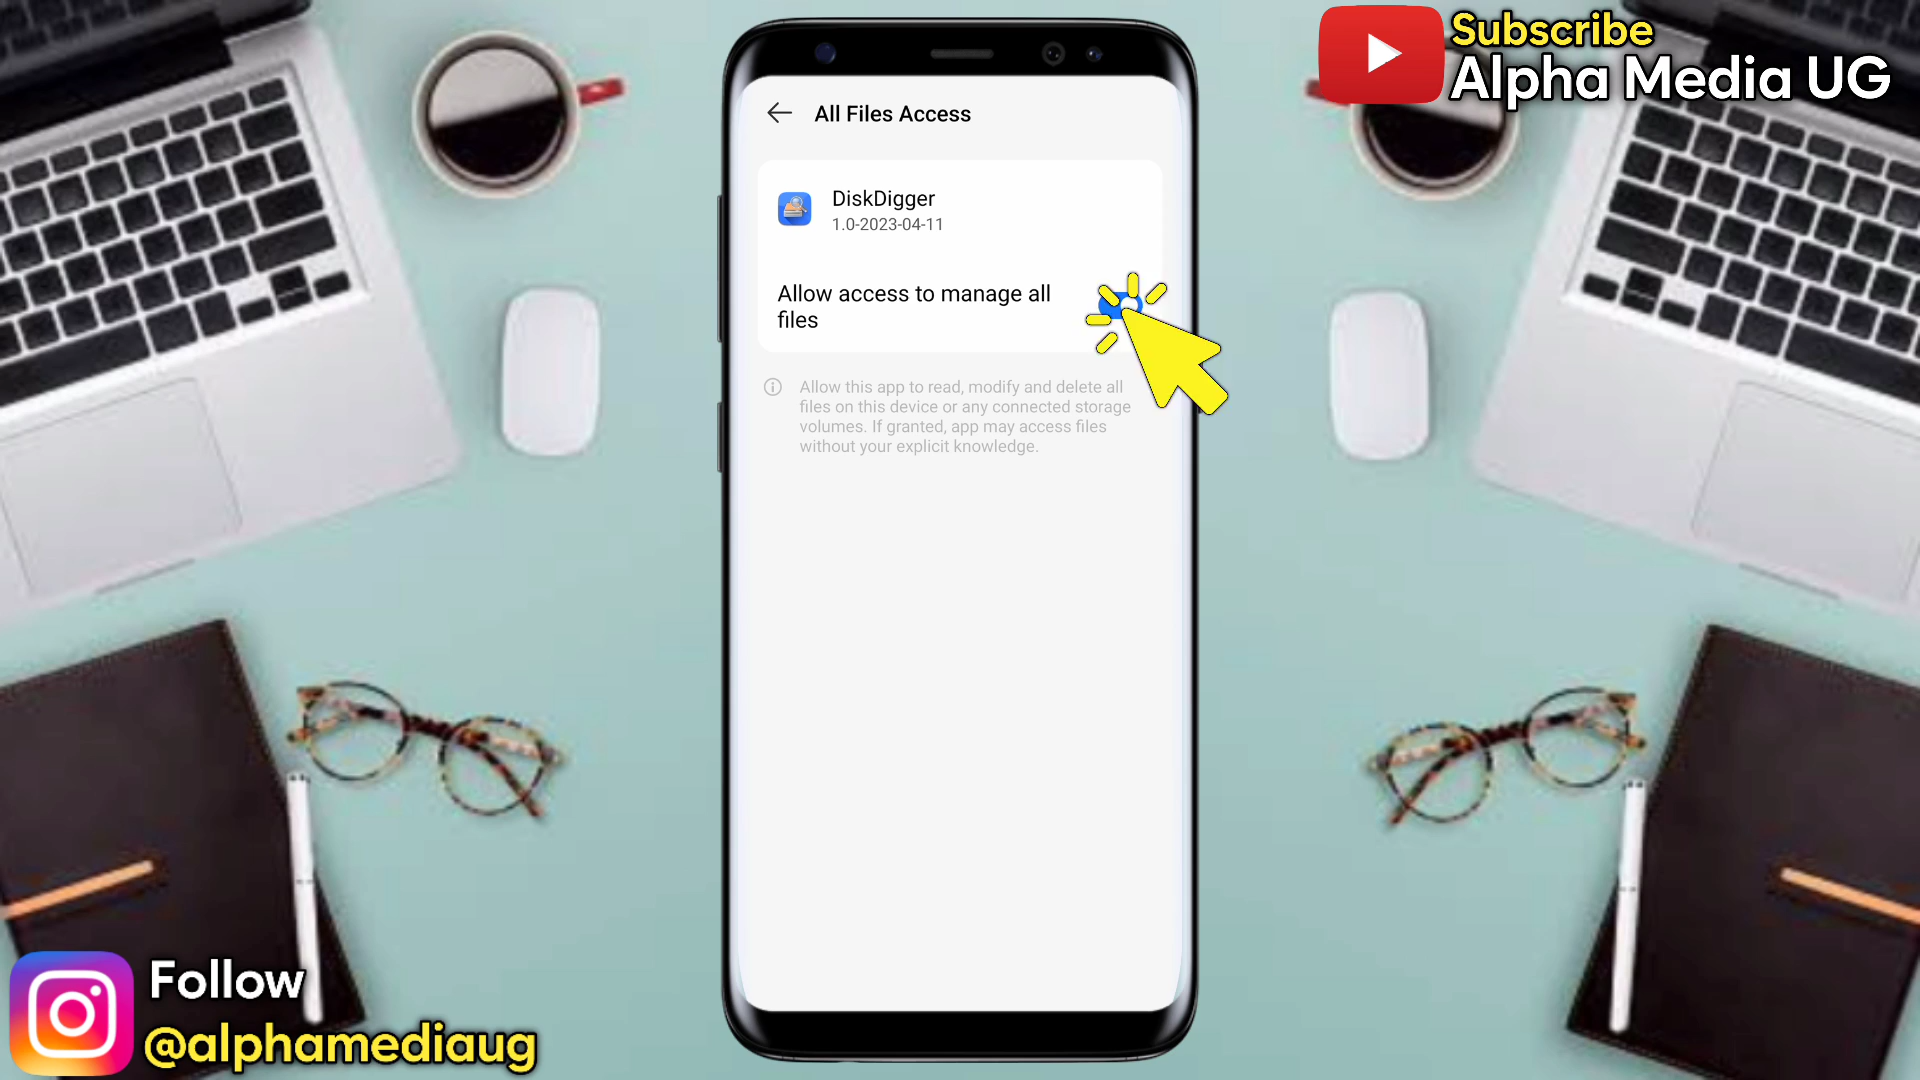 Subscribe
Alpha Media UG
All Files Access
DiskDigger
1.0-2023-04-11
Allow access to manage all
files
Allow this app to read, modify and delete all
files on this device or any connected storage
volumes. If granted, app may access files
without your explicit knowledge.
Follow
@alphamediaug